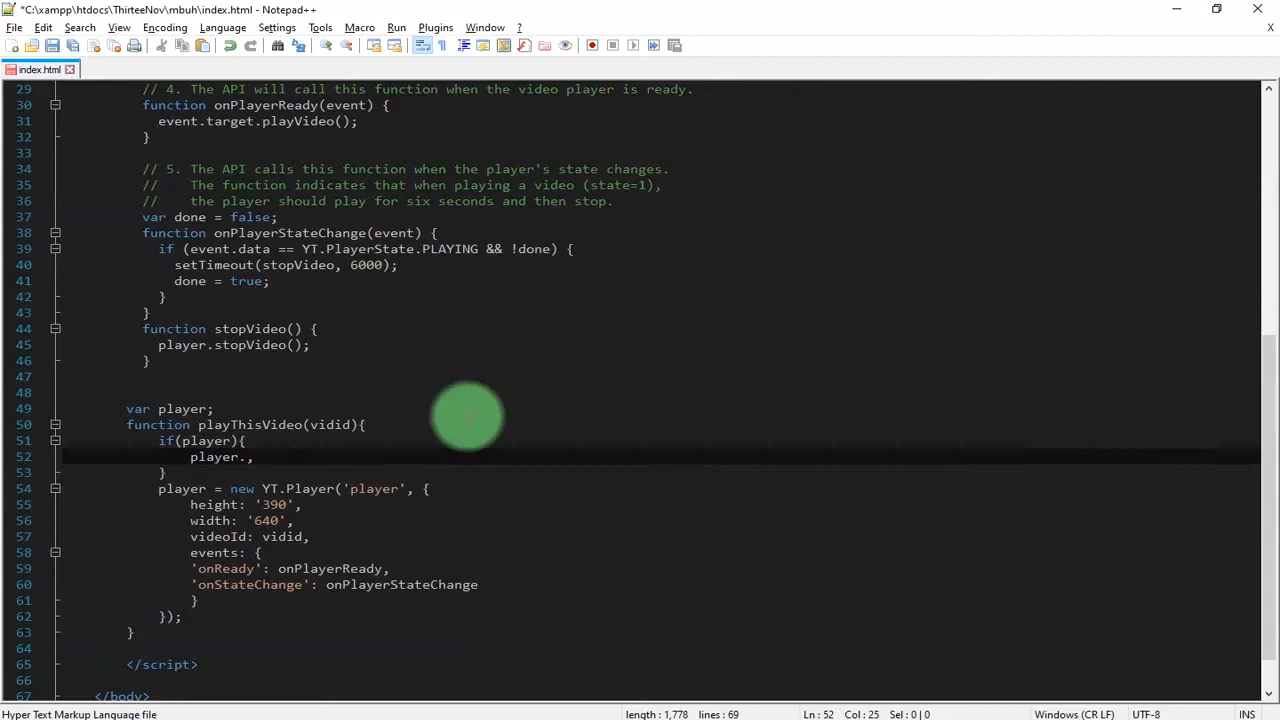 *C:\xampp\htdocs\ThirteeNov\mbuh\index.html - Notepad++
File Edit Search View Encoding Language Settings Tools Macro Run Plugins Window ?
X
index.html
29 // 4. The API will call this function when the video player is ready.
30 function onPlayerReady(event) {
31 event.target.playVideo();
32 }
33
34 // 5. The API calls this function when the player's state changes.
35 //    The function indicates that when playing a video (state=1),
36 //    the player should play for six seconds and then stop.
37 var done = false;
38 function onPlayerStateChange(event) {
39 if (event.data == YT.PlayerState.PLAYING && !done) {
40 setTimeout(stopVideo, 6000);
41 done = true;
42 }
43 }
44 function stopVideo() {
45 player.stopVideo();
46 }
47
48
49 var player;
50 function playThisVideo(vidid){
51 if(player){
52 player.,
53 }
54 player = new YT.Player('player', {
55 height: '390',
56 width: '640',
57 videoId: vidid,
58 events: {
59 'onReady': onPlayerReady,
60 'onStateChange': onPlayerStateChange
61 }
62 });
63 }
64
65 </script>
66
67 </body>
Hyper Text Markup Language file length : 1,778 lines : 69 Ln : 52 Col : 25 Sel : 0 | 0 Windows (CR LF) UTF-8 INS